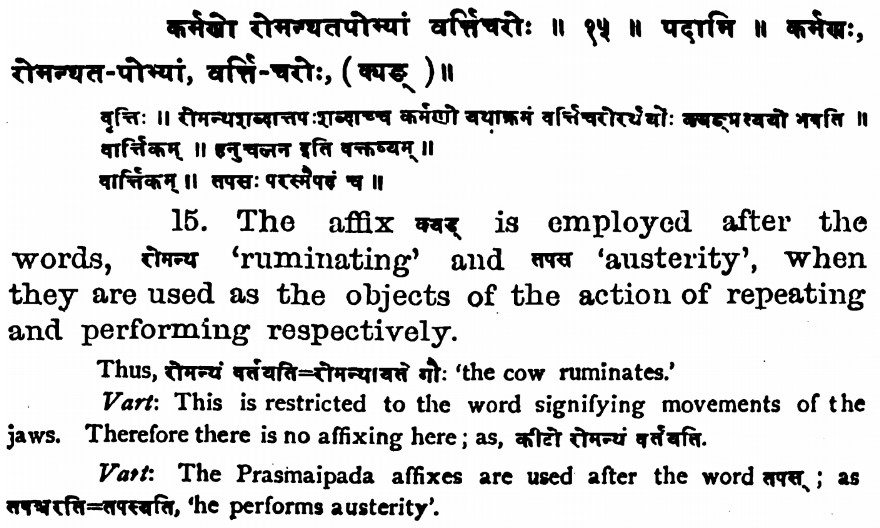 कर्मणो रोमन्थतपोभ्यां वर्त्तिचरोः ॥ १५ ॥ पदानि ॥ कर्मणः,
रोमन्थत-पोभ्यां, वर्त्ति-चरोः, ( क्यङ् ) ॥
वृत्तिः ॥ रोमन्थशब्दात्तपःशब्दाच्च कर्मणो यथाक्रमं वर्त्तिचरोरर्थयोः क्यङ्प्रत्ययो भवति ॥
वार्त्तिकम् ॥ हनुचलन इति वक्तव्यम् ॥
वार्त्तिकम् ॥ तपसः परस्मैपदं च ॥
15. The affix क्यङ् is employed after the
words, रोमन्थ ‘ruminating’ and तपस ‘austerity’, when
they are used as the objects of the action of repeating
and performing respectively.
Thus, रोमन्थं वर्तयति=रोमन्थायते गौः ‘the cow ruminates.’
Vart: This is restricted to the word signifying movements of the
jaws. Therefore there is no affixing here ; as, कीटो रोमन्थं वर्तयति.
Vart: The Prasmaipada affixes are used after the word तपस् ; as
तपश्चरति=तपस्यति, ‘he performs austerity’.